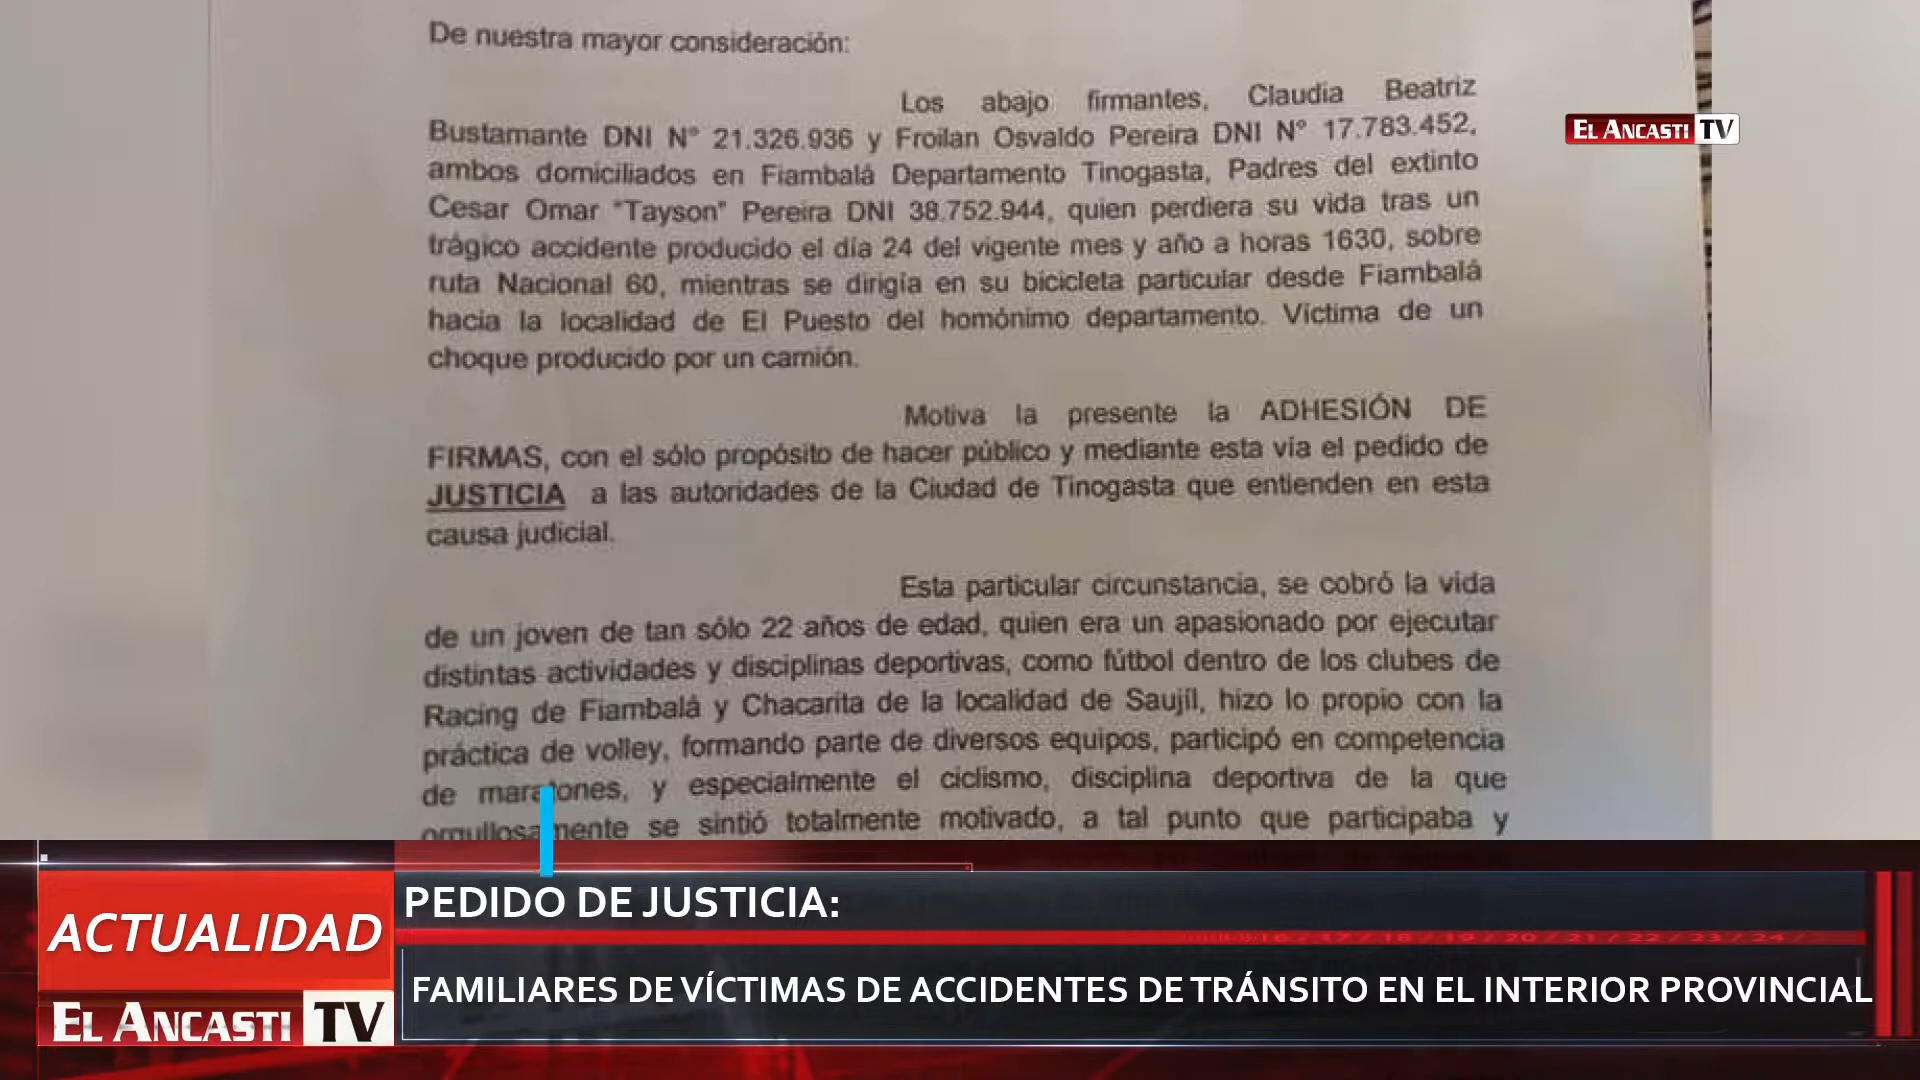 De nuestra mayor consideración:
Los abajo firmantes, Claudia Beatriz
Bustamante DNI N° 21.326.936 y Froilan Osvaldo Pereira DNI N° 17.783.452,
ambos domiciliados en Fiambalá Departamento Tinogasta, Padres del extinto
Cesar Omar "Tayson" Pereira DNI 38.752.944, quien perdiera su vida tras un
trágico accidente producido el día 24 del vigente mes y año a horas 1630, sobre
ruta Nacional 60, mientras se dirigía en su bicicleta particular desde Fiambalá
hacia la localidad de El Puesto del homónimo departamento. Víctima de un
choque producido por un camión.
Motiva la presente la ADHESIÓN DE
FIRMAS, con el sólo propósito de hacer público y mediante esta vía el pedido de
JUSTICIA a las autoridades de la Ciudad de Tinogasta que entienden en esta
causa judicial.
Esta particular circunstancia, se cobró la vida
de un joven de tan sólo 22 años de edad, quien era un apasionado por ejecutar
distintas actividades y disciplinas deportivas, como fútbol dentro de los clubes de
Racing de Fiambalá y Chacarita de la localidad de Saujíl, hizo lo propio con la
práctica de volley, formando parte de diversos equipos, participó en competencia
de maratones, y especialmente el ciclismo, disciplina deportiva de la que
orgullosamente se sintió totalmente motivado, a tal punto que participaba y
EL ANCASTI TV
ACTUALIDAD
EL ANCASTI TV
PEDIDO DE JUSTICIA:
16 / 17 / 18 / 19 / 20 / 21 / 22 / 23 / 24 /
FAMILIARES DE VÍCTIMAS DE ACCIDENTES DE TRÁNSITO EN EL INTERIOR PROVINCIAL